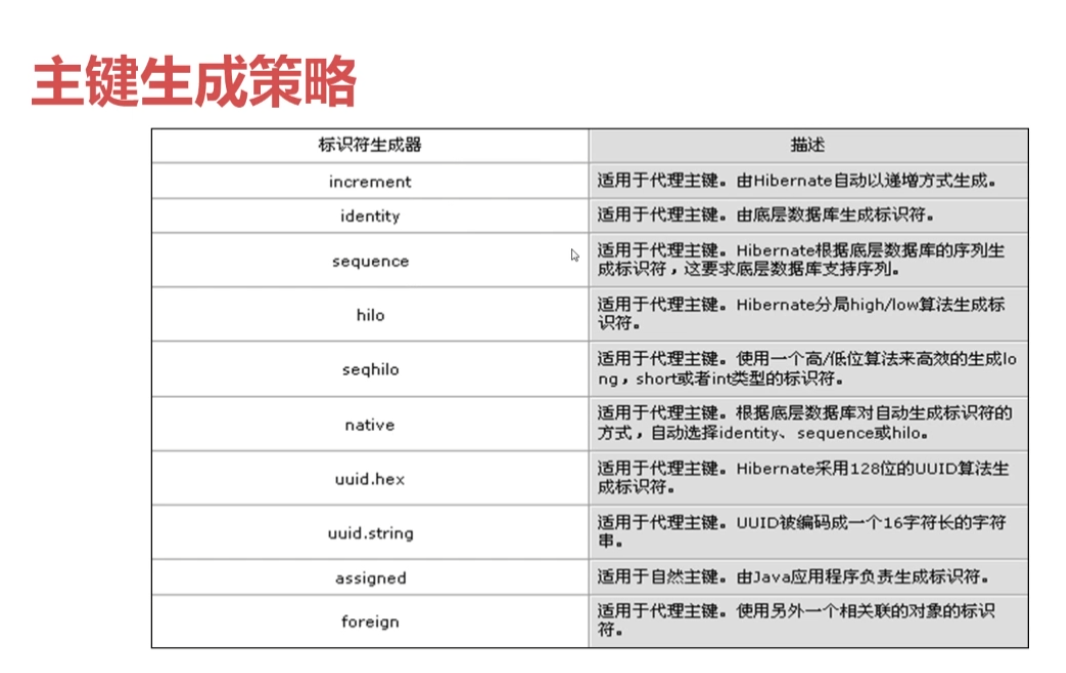 主键生成策略
标识符生成器 描述
increment 适用于代理主键。由Hibernate自动以递增方式生成。
identity 适用于代理主键。由底层数据库生成标识符。
sequence 适用于代理主键。Hibernate根据底层数据库的序列生
成标识符，这要求底层数据库支持序列。
hilo 适用于代理主键。Hibernate分局high/low算法生成标
识符。
seqhilo 适用于代理主键。使用一个高/低位算法来高效的生成lo
ng，short或者int类型的标识符。
native 适用于代理主键。根据底层数据库对自动生成标识符的
方式，自动选择identity、sequence或hilo。
uuid.hex 适用于代理主键。Hibernate采用128位的UUID算法生
成标识符。
uuid.string 适用于代理主键。UUID被编码成一个16字符长的字符
串。
assigned 适用于自然主键。由Java应用程序负责生成标识符。
foreign 适用于代理主键。使用另外一个相关联的对象的标识
符。